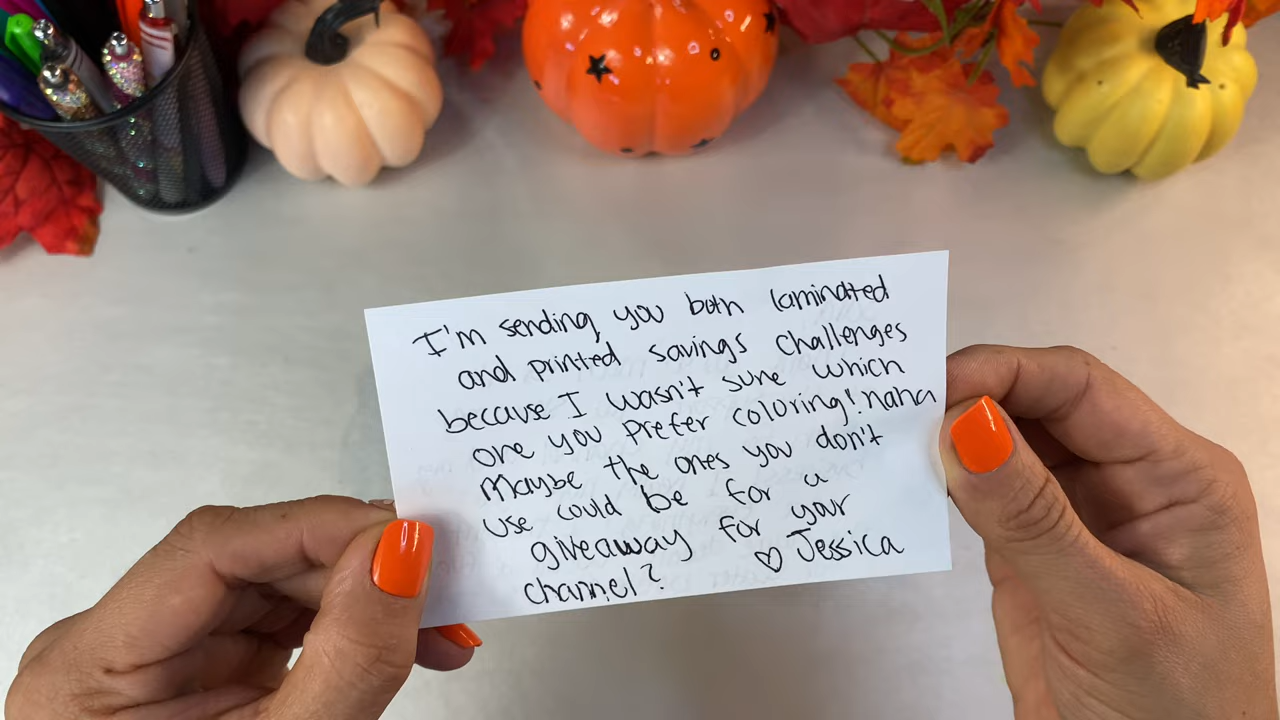 I'm sending you both laminated
and printed savings challenges
because I wasn't sure which
one you prefer coloring! haha
Maybe the ones you don't
use could be for a
giveaway for your
channel? ♡ Jessica